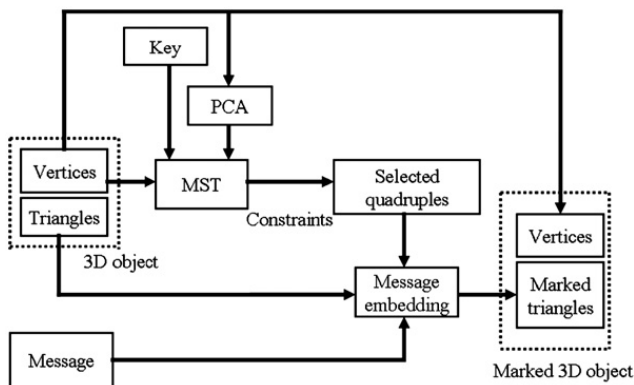 Key
PCA
Vertices
Triangles
3D object
MST
Constraints
Selected
quadruples
Message
embedding
Message
Vertices
Marked
triangles
Marked 3D object